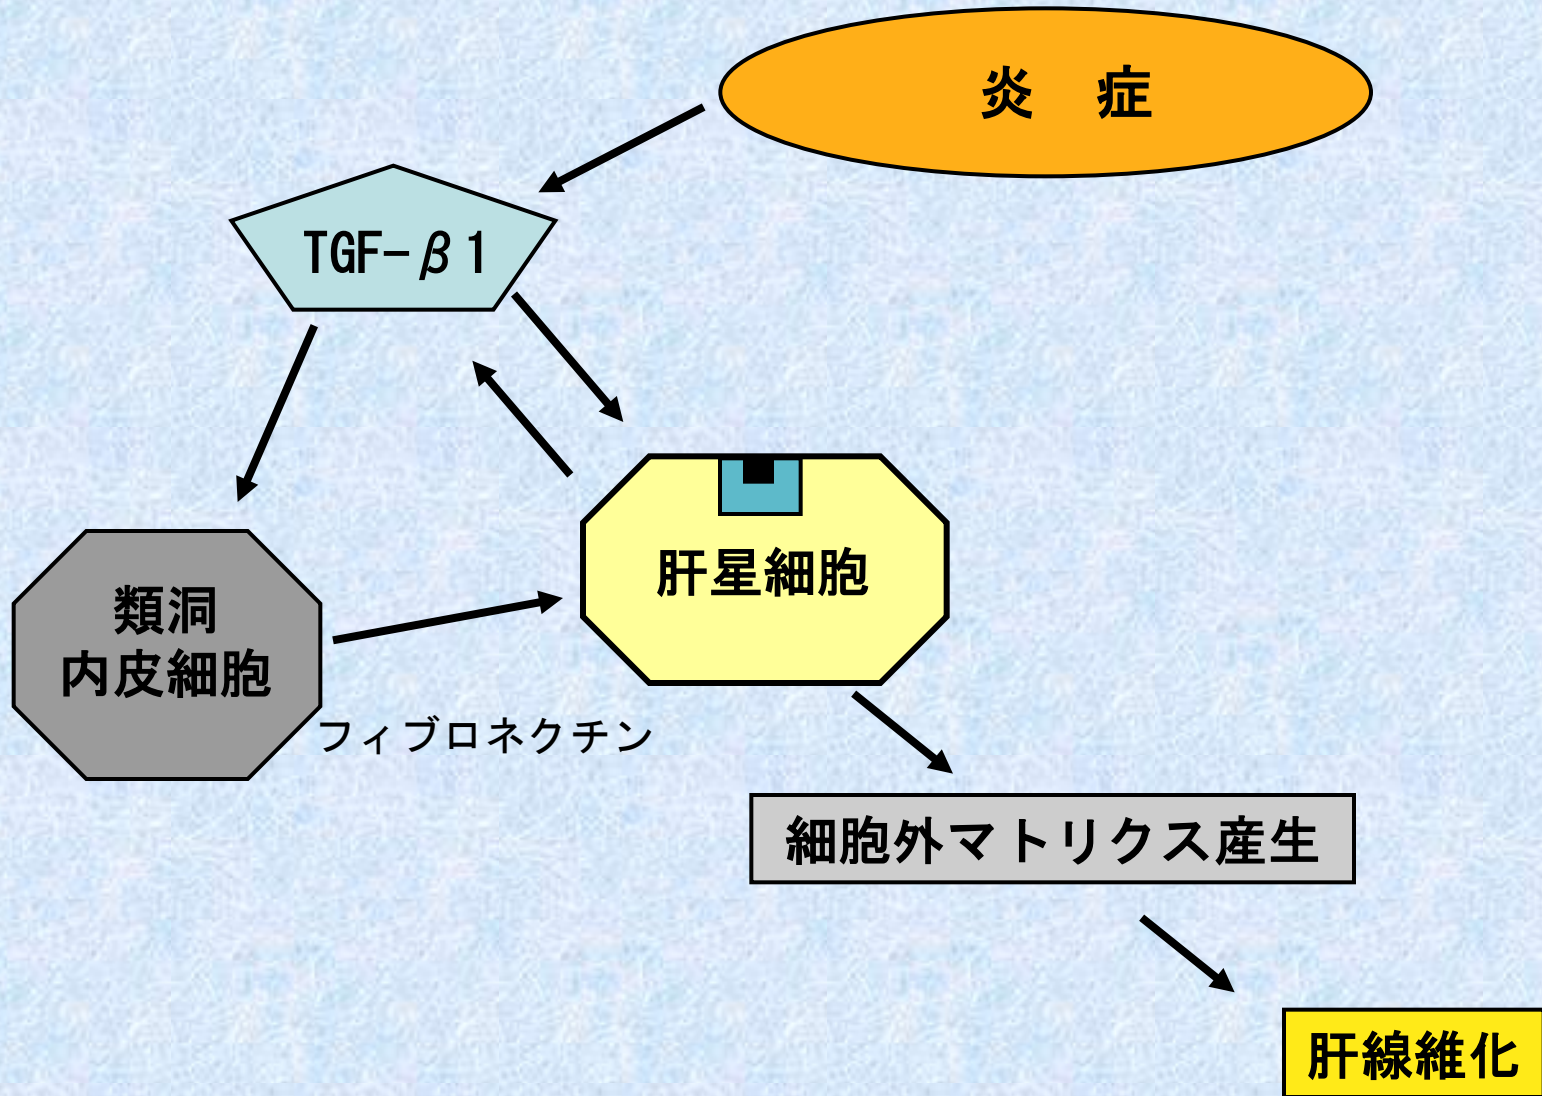 炎　症
TGF-β1
肝星細胞
類洞
内皮細胞
フィブロネクチン
細胞外マトリクス産生
肝線維化